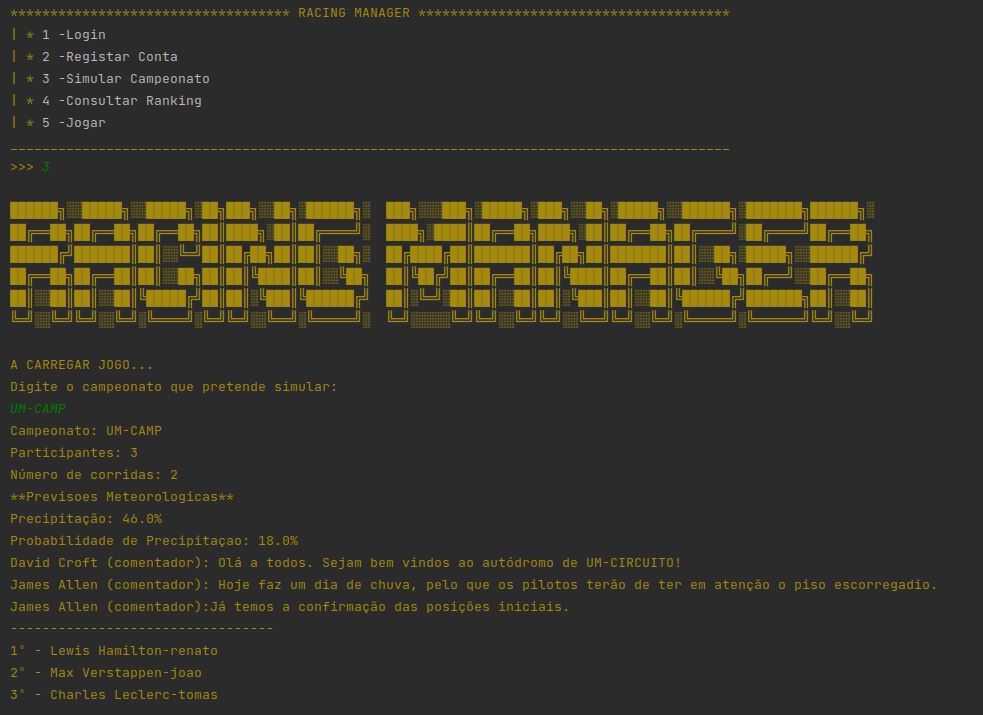 ********************************** RACING MANAGER **************************************
| * 1 -Login
| * 2 -Registar Conta
| * 3 -Simular Campeonato
| * 4 -Consultar Ranking
| * 5 -Jogar
__________________________________________________________________________________________
>>> 3
RACING MANAGER
A CARREGAR JOGO...
Digite o campeonato que pretende simular:
UM-CAMP
Campeonato: UM-CAMP
Participantes: 3
Número de corridas: 2
**Previsoes Meteorologicas**
Precipitação: 46.0%
Probabilidade de Precipitaçao: 18.0%
David Croft (comentador): Olá a todos. Sejam bem vindos ao autódromo de UM-CIRCUITO!
James Allen (comentador): Hoje faz um dia de chuva, pelo que os pilotos terão de ter em atenção o piso escorregadio.
James Allen (comentador):Já temos a confirmação das posições iniciais.
---------------------------------
1° - Lewis Hamilton-renato
2° - Max Verstappen-joao
3° - Charles Leclerc-tomas